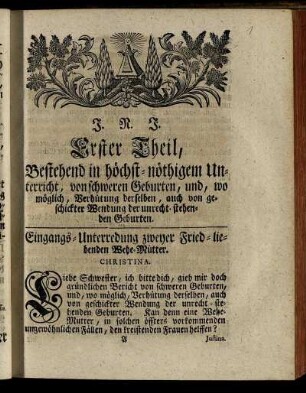 J. N. J.
Erster Theil,
Bestehend in höchst-nöthigem Un-
terricht, von schweren Geburten, und, wo
möglich, Verhütung derselben, auch von ge-
schickter Wendung der unrecht-stehen-
den Geburten.
Eingangs-Unterredung zweyer Fried-lie-
benden Wehe-Mütter.
CHRISTINA.
Liebe Schwester, ich bitte dich, gieb mir doch
gründlichen Bericht von schweren Geburten,
und, wo möglich, Verhütung derselben, auch
von geschickter Wendung der unrecht-ste-
henden Geburten. Kan denn eine Wehe-
Mutter, in solchen öffters vorkommenden
ungewöhnlichen Fällen, den kreistenden Frauen helffen?
A Justina.